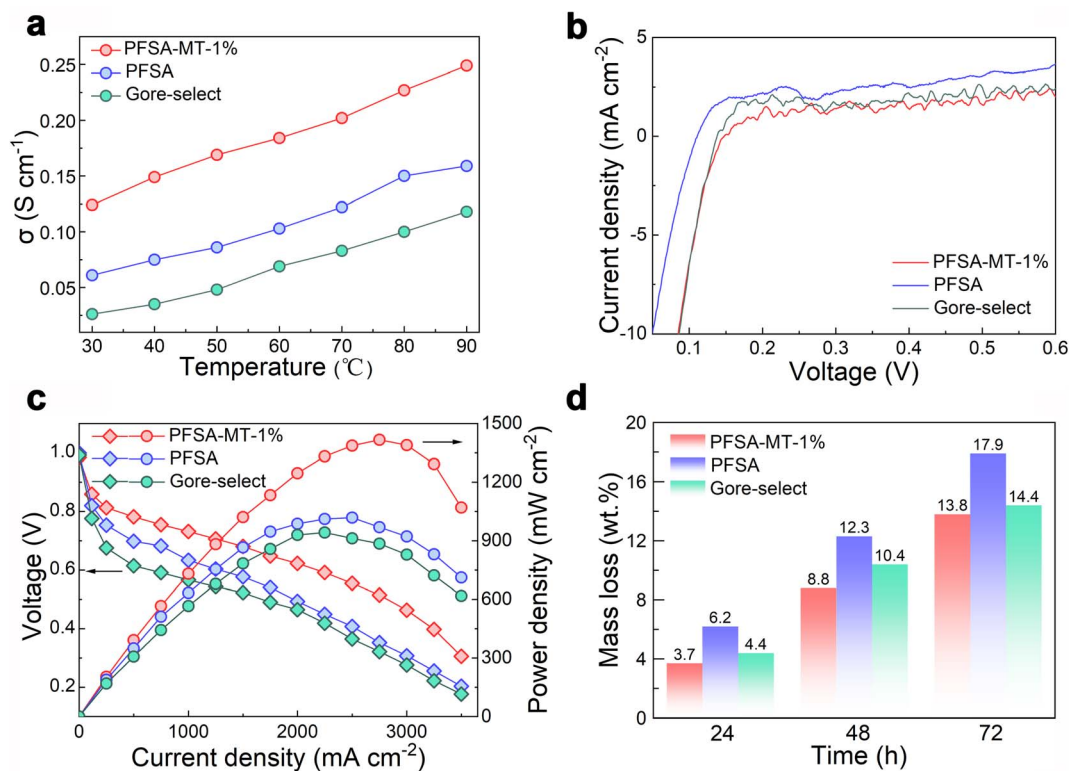 a
PFSA-MT-1%
PFSA
Gore-select
σ (S cm⁻¹)
0.25
0.20
0.15
0.10
0.05
30 40 50 60 70 80 90
Temperature (℃)
b
Current density (mA cm⁻²)
5
0
-5
-10
PFSA-MT-1%
PFSA
Gore-select
0.1 0.2 0.3 0.4 0.5 0.6
Voltage (V)
c
PFSA-MT-1%
PFSA
Gore-select
Voltage (V)
1.0
0.8
0.6
0.4
0.2
1500
1200
900
600
300
0
Power density (mW cm⁻²)
0 1000 2000 3000
Current density (mA cm⁻²)
d
PFSA-MT-1%
PFSA
Gore-select
Mass loss (wt.%)
20
16
12
8
4
0
3.7 6.2 4.4
8.8 12.3 10.4
13.8 17.9 14.4
24 48 72
Time (h)